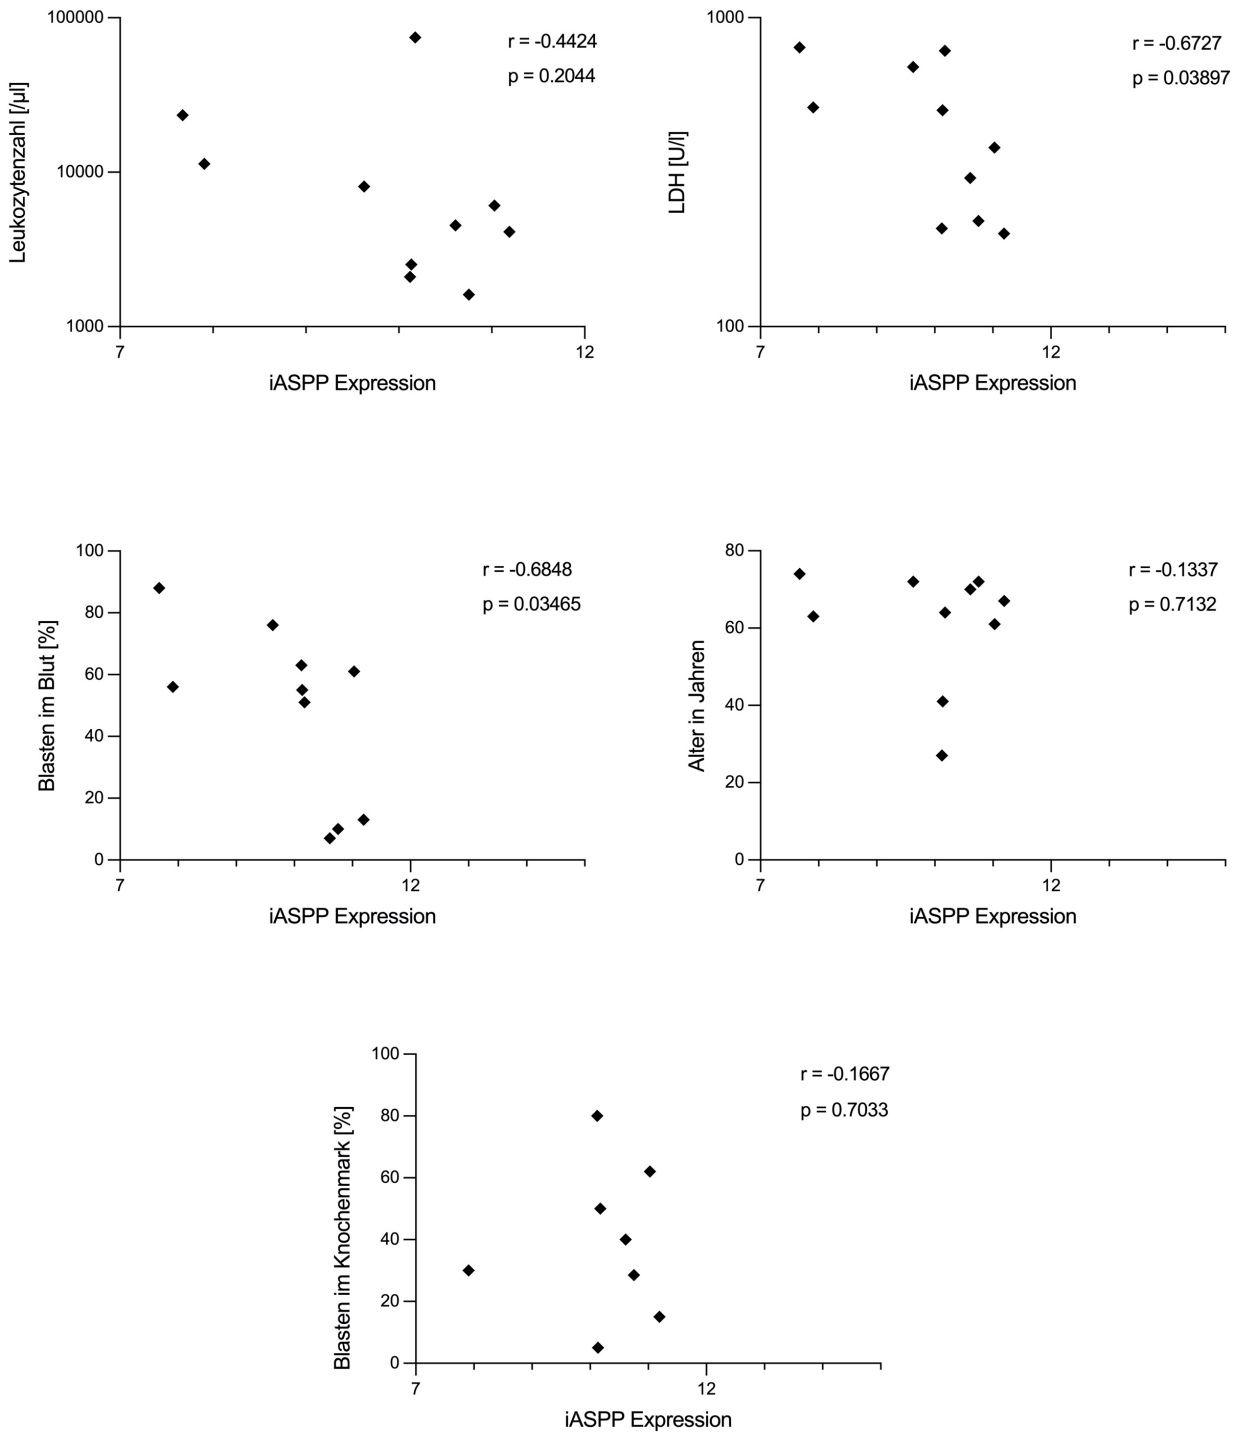 100000
10000
1000
Leukozytenzahl [/µl]
r = -0.4424
p = 0.2044
7
12
iASPP Expression
1000
100
LDH [U/l]
r = -0.6727
p = 0.03897
7
12
iASPP Expression
100
80
60
40
20
0
Blasten im Blut [%]
r = -0.6848
p = 0.03465
7
12
iASPP Expression
80
60
40
20
0
Alter in Jahren
r = -0.1337
p = 0.7132
7
12
iASPP Expression
100
80
60
40
20
0
Blasten im Knochenmark [%]
r = -0.1667
p = 0.7033
7
12
iASPP Expression